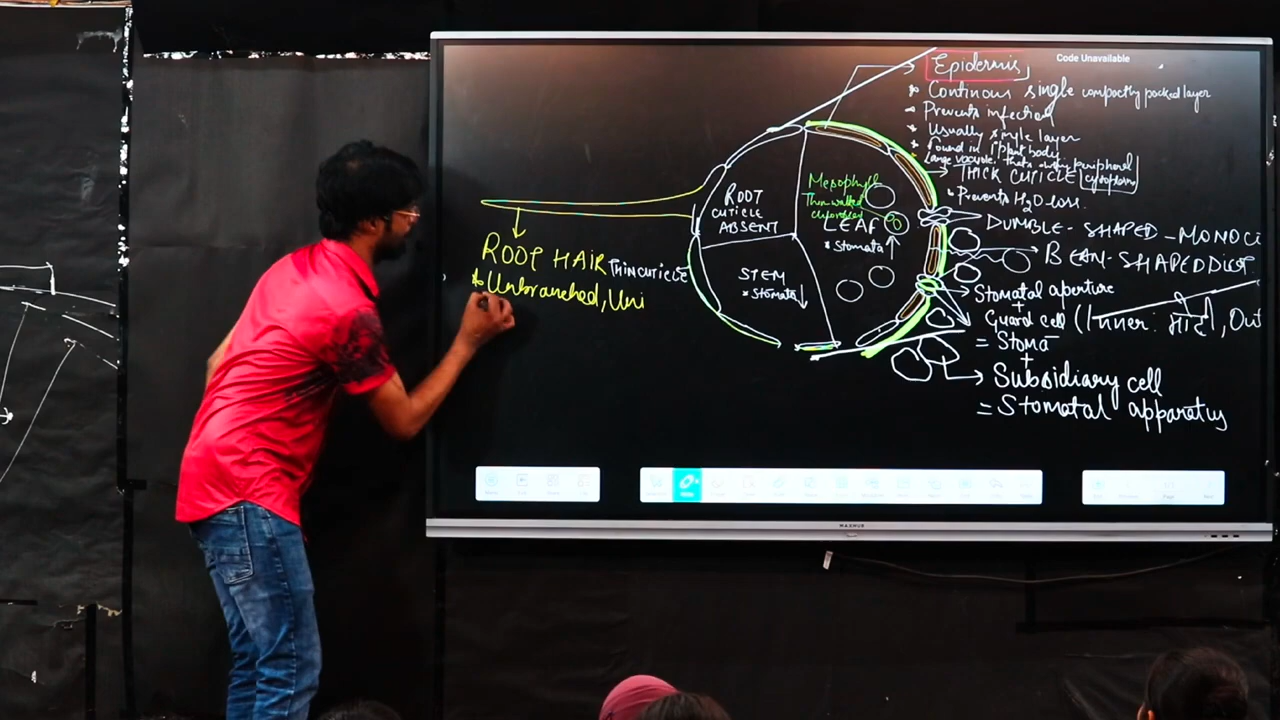 Code Unavailable
Epidermis
* Continous single compactly packed layer
* Prevents infection
* Usually single layer
* Found in 1° plant body
Large vacuole, thats why peripheral cytoplasm
→ THICK CUTICLE
* Prevents H2O loss.
DUMBLE-SHAPED-MONOCi
BEAN-SHAPED DICOT
→ Stomatal aperture
+
Guard cell (Inner: मोटी, Out
= Stoma
+
→ Subsidiary cell
= Stomatal apparatus
ROOT
CUTICLE
ABSENT
Mesophyll
Thin walled
LEAF
* Stomata ↑
STEM
* Stomata ↓
THIN CUTICLE
ROOT HAIR
* Unbranched, Uni
MAXHUB